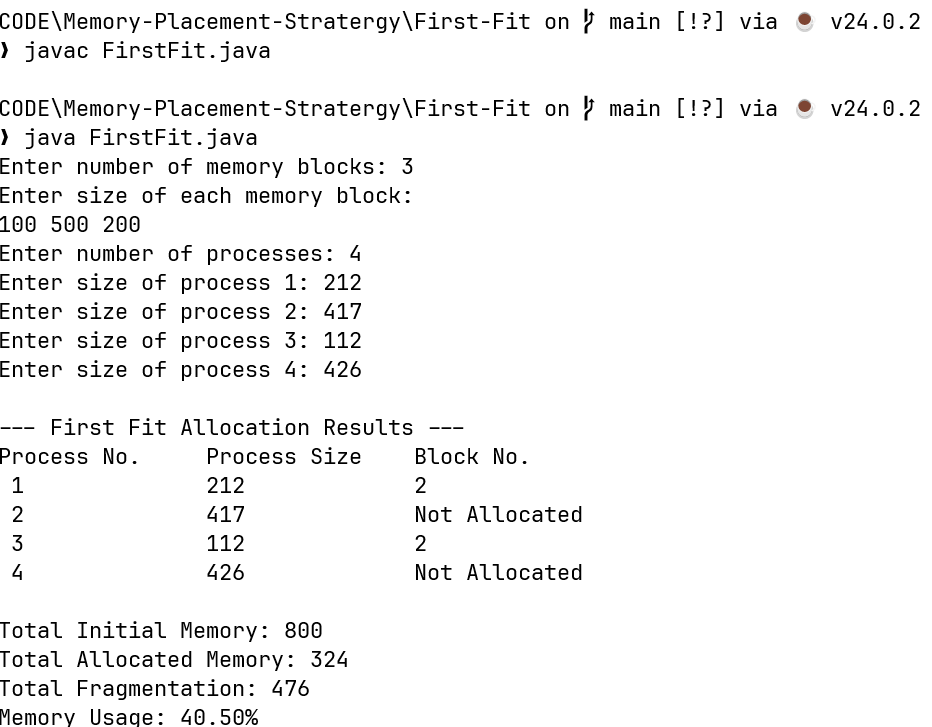 CODE\Memory-Placement-Stratergy\First-Fit on main [!?] via ☕ v24.0.2
❯ javac FirstFit.java
CODE\Memory-Placement-Stratergy\First-Fit on main [!?] via ☕ v24.0.2
❯ java FirstFit.java
Enter number of memory blocks: 3
Enter size of each memory block:
100 500 200
Enter number of processes: 4
Enter size of process 1: 212
Enter size of process 2: 417
Enter size of process 3: 112
Enter size of process 4: 426
--- First Fit Allocation Results ---
Process No. Process Size Block No.
1 212 2
2 417 Not Allocated
3 112 2
4 426 Not Allocated
Total Initial Memory: 800
Total Allocated Memory: 324
Total Fragmentation: 476
Memory Usage: 40.50%